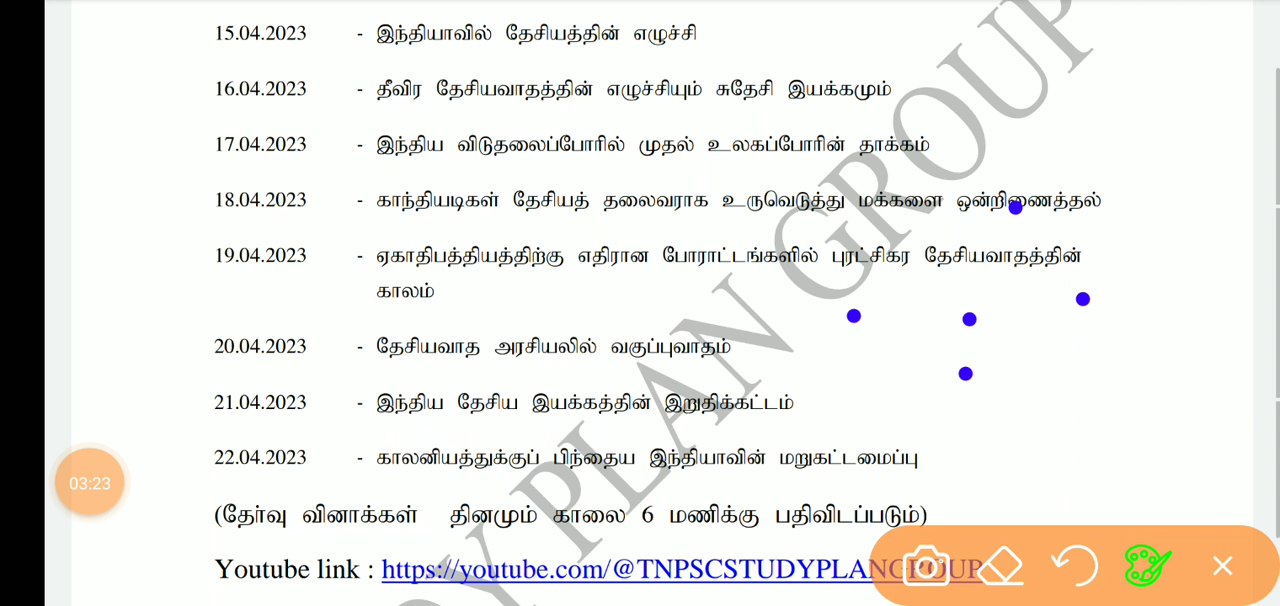 15.04.2023 - இந்தியாவில் தேசியத்தின் எழுச்சி
16.04.2023 - தீவிர தேசியவாதத்தின் எழுச்சியும் சுதேசி இயக்கமும்
17.04.2023 - இந்திய விடுதலைப்போரில் முதல் உலகப்போரின் தாக்கம்
18.04.2023 - காந்தியடிகள் தேசியத் தலைவராக உருவெடுத்து மக்களை ஒன்றிணைத்தல்
19.04.2023 - ஏகாதிபத்தியத்திற்கு எதிரான போராட்டங்களில் புரட்சிகர தேசியவாதத்தின்
காலம்
20.04.2023 - தேசியவாத அரசியலில் வகுப்புவாதம்
21.04.2023 - இந்திய தேசிய இயக்கத்தின் இறுதிக்கட்டம்
22.04.2023 - காலனியத்துக்குப் பிந்தைய இந்தியாவின் மறுகட்டமைப்பு
03:23
(தேர்வு வினாக்கள் தினமும் காலை 6 மணிக்கு பதிவிடப்படும்)
Youtube link : https://youtube.com/@TNPSCSTUDYPLANGROUP
PLAN GROUP